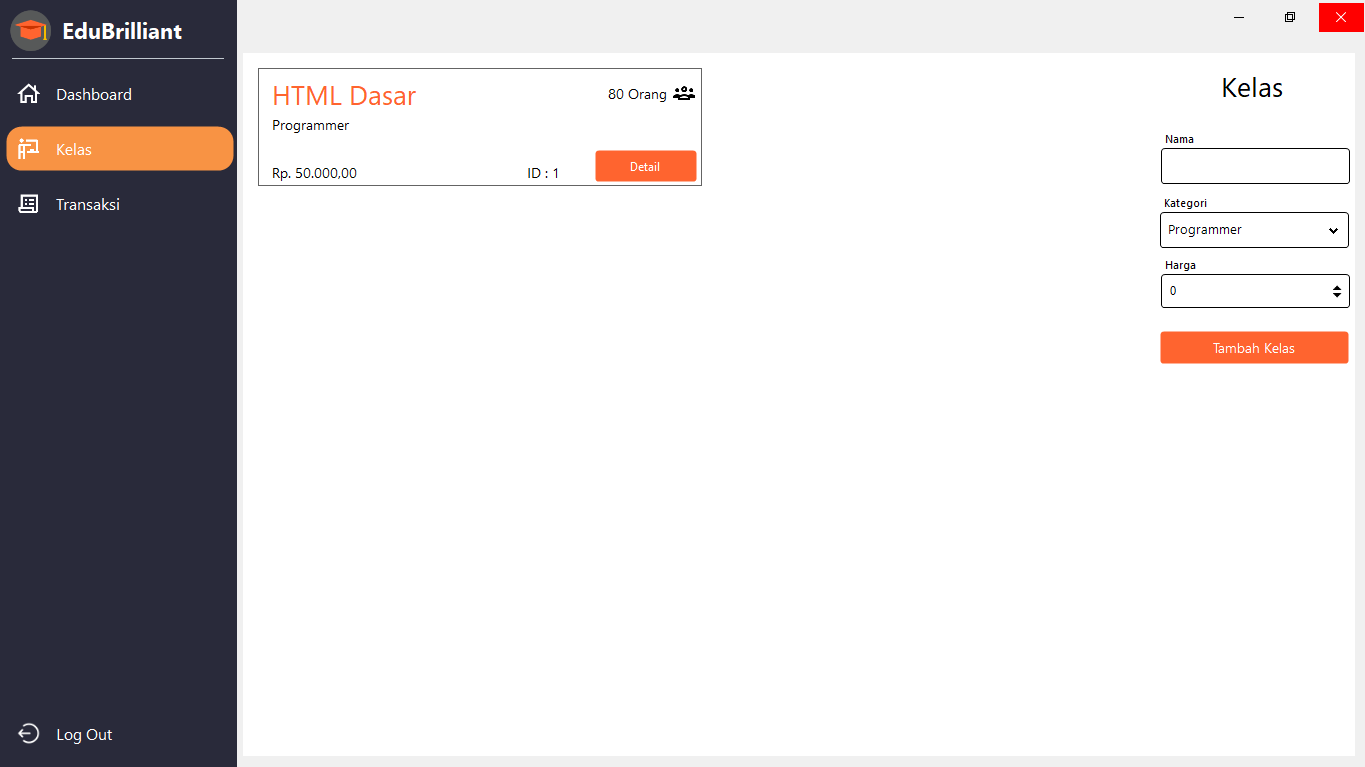 EduBrilliant
Dashboard
Kelas
Transaksi
Log Out
HTML Dasar
80 Orang
Programmer
Rp. 50.000,00
ID : 1
Detail
Kelas
Nama
Kategori
Programmer
Harga
0
Tambah Kelas